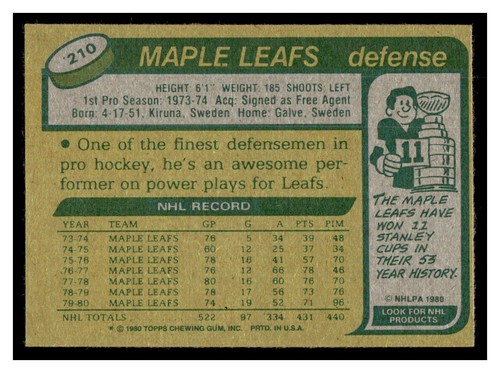 210
MAPLE LEAFS defense
HEIGHT: 6'1" WEIGHT: 185 SHOOTS: LEFT
1st Pro Season: 1973-74 Acq: Signed as Free Agent
Born: 4-17-51, Kiruna, Sweden Home: Galve, Sweden
• One of the finest defensemen in
pro hockey, he's an awesome per-
former on power plays for Leafs.
NHL RECORD
YEAR TEAM GP G A PTS PIM
73-74 MAPLE LEAFS 76 5 34 39 48
74-75 MAPLE LEAFS 60 12 25 37 34
75-76 MAPLE LEAFS 78 16 41 57 70
76-77 MAPLE LEAFS 76 12 66 78 46
77-78 MAPLE LEAFS 80 16 60 76 70
78-79 MAPLE LEAFS 78 17 56 73 76
79-80 MAPLE LEAFS 74 19 52 71 96
NHL TOTALS 522 97 334 431 440
* © 1980 TOPPS CHEWING GUM, INC. PRTD. IN U.S.A.
11
THE MAPLE
LEAFS HAVE
WON 11
STANLEY
CUPS IN
THEIR 53
YEAR HISTORY.
© NHLPA 1980
LOOK FOR NHL
PRODUCTS